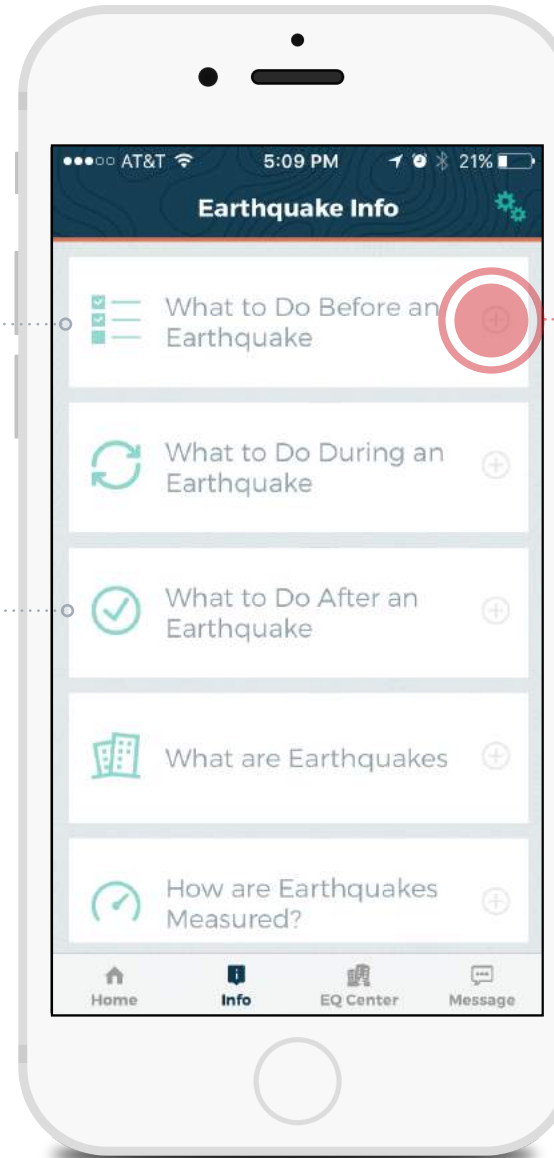 AT&T 5:09 PM 21%
Earthquake Info
What to Do Before an
Earthquake
What to Do During an
Earthquake
What to Do After an
Earthquake
What are Earthquakes
How are Earthquakes
Measured?
Home Info EQ Center Message